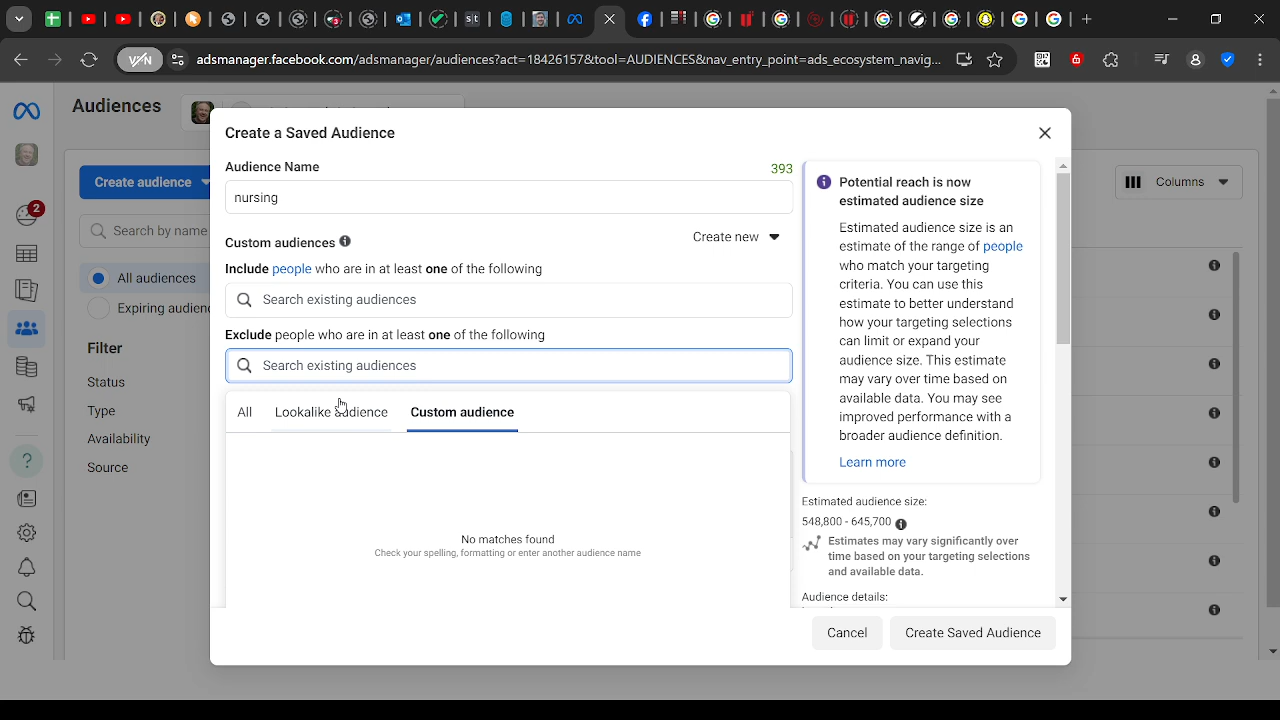 st
adsmanager.facebook.com/adsmanager/audiences?act=18426157&tool=AUDIENCES&nav_entry_point=ads_ecosystem_navig...
Audiences
Create a Saved Audience
Audience Name
393
nursing
Create audience
Columns
Search by name
Custom audiences
Create new
Include people who are in at least one of the following
Search existing audiences
Exclude people who are in at least one of the following
Search existing audiences
All
Lookalike audience
Custom audience
No matches found
Check your spelling, formatting or enter another audience name
2
All audiences
Expiring audienc
Filter
Status
Type
Availability
Source
Potential reach is now
estimated audience size
Estimated audience size is an
estimate of the range of people
who match your targeting
criteria. You can use this
estimate to better understand
how your targeting selections
can limit or expand your
audience size. This estimate
may vary over time based on
available data. You may see
improved performance with a
broader audience definition.
Learn more
Estimated audience size:
548,800 - 645,700
Estimates may vary significantly over
time based on your targeting selections
and available data.
Audience details:
Cancel
Create Saved Audience